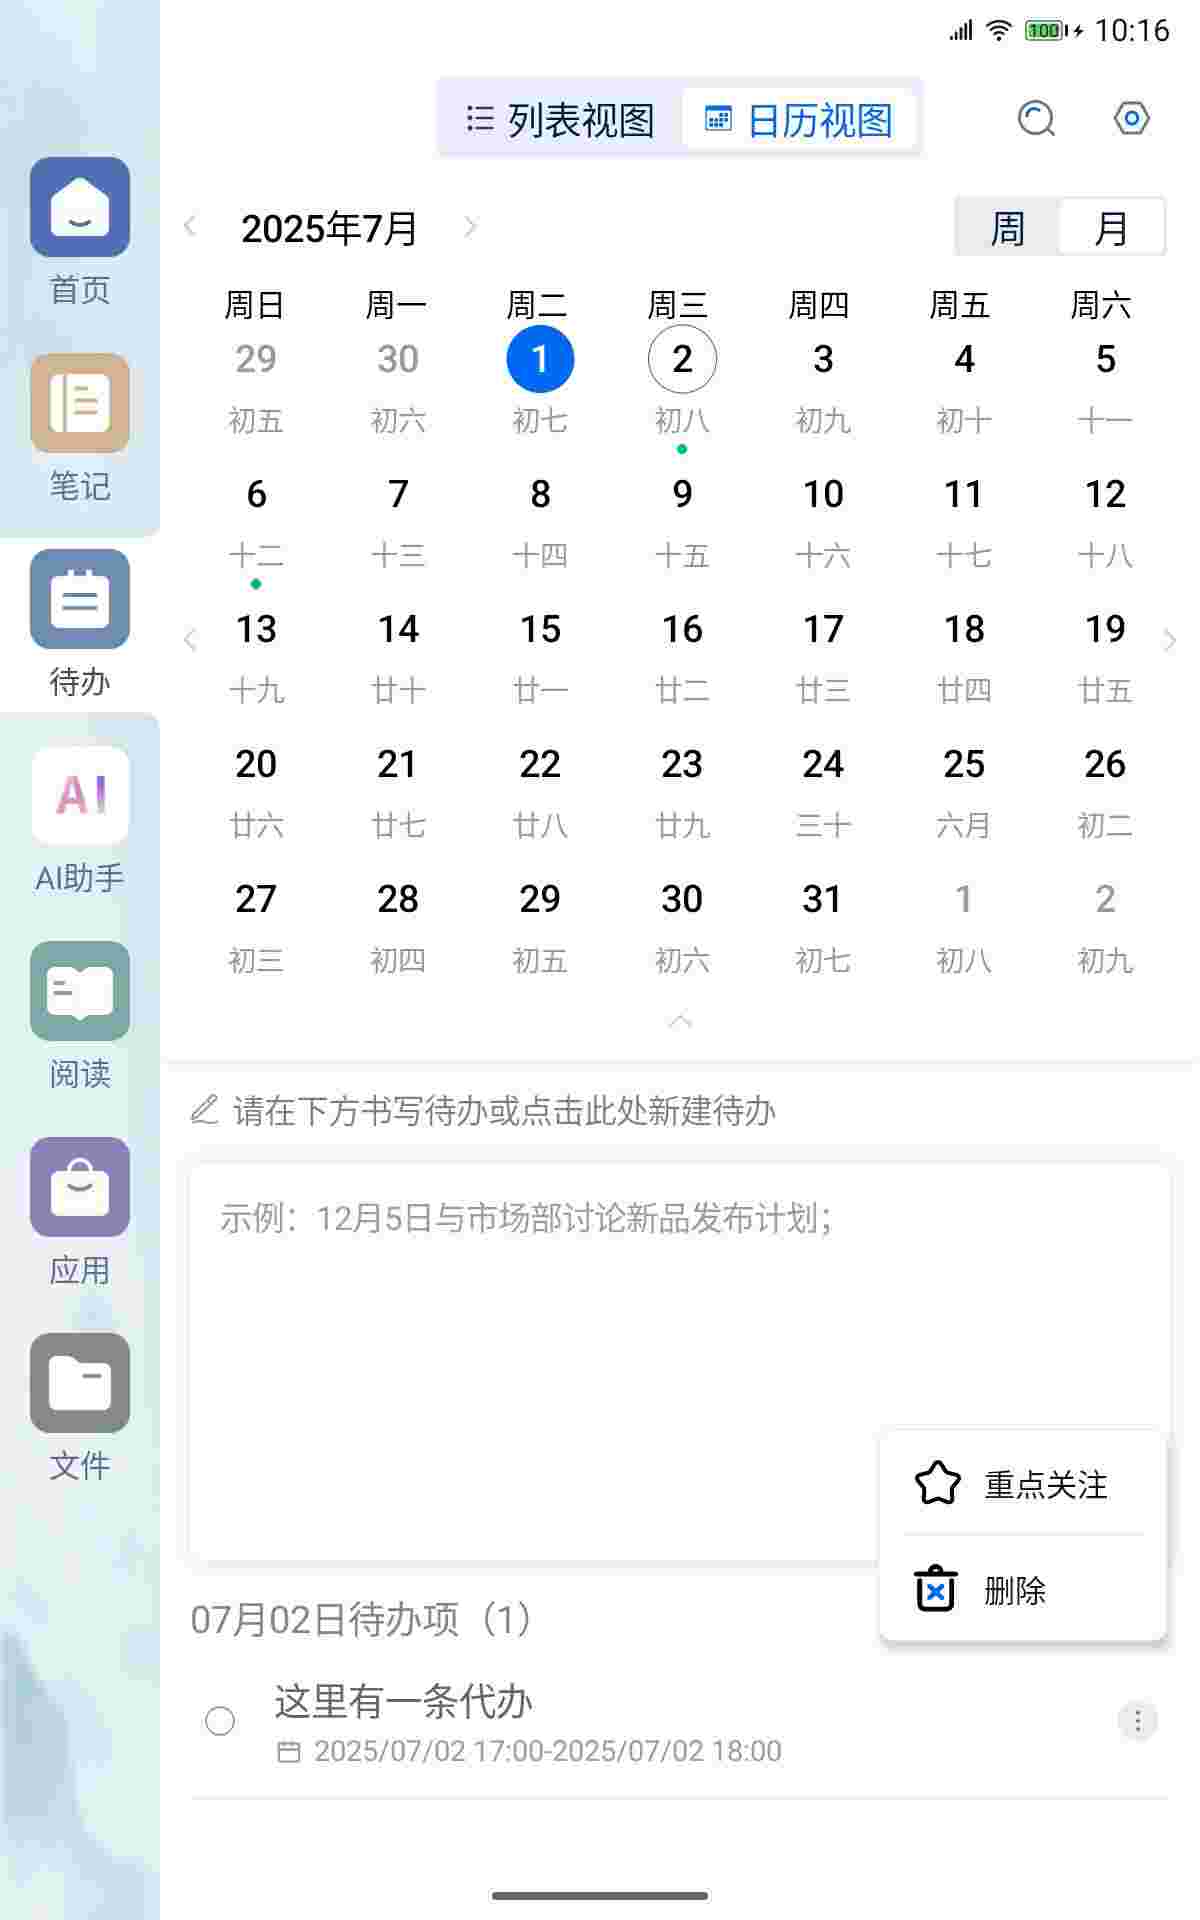 100 10:16
列表视图 日历视图
2025年7月 周 月
周日 周一 周二 周三 周四 周五 周六
29 30 1 2 3 4 5
初五 初六 初七 初八 初九 初十 十一
6 7 8 9 10 11 12
十二 十三 十四 十五 十六 十七 十八
13 14 15 16 17 18 19
十九 廿十 廿一 廿二 廿三 廿四 廿五
20 21 22 23 24 25 26
廿六 廿七 廿八 廿九 三十 六月 初二
27 28 29 30 31 1 2
初三 初四 初五 初六 初七 初八 初九
首页
笔记
待办
AI
AI助手
阅读
应用
文件
请在下方书写待办或点击此处新建待办
示例：12月5日与市场部讨论新品发布计划；
重点关注
删除
07月02日待办项（1）
这里有一条代办
2025/07/02 17:00-2025/07/02 18:00